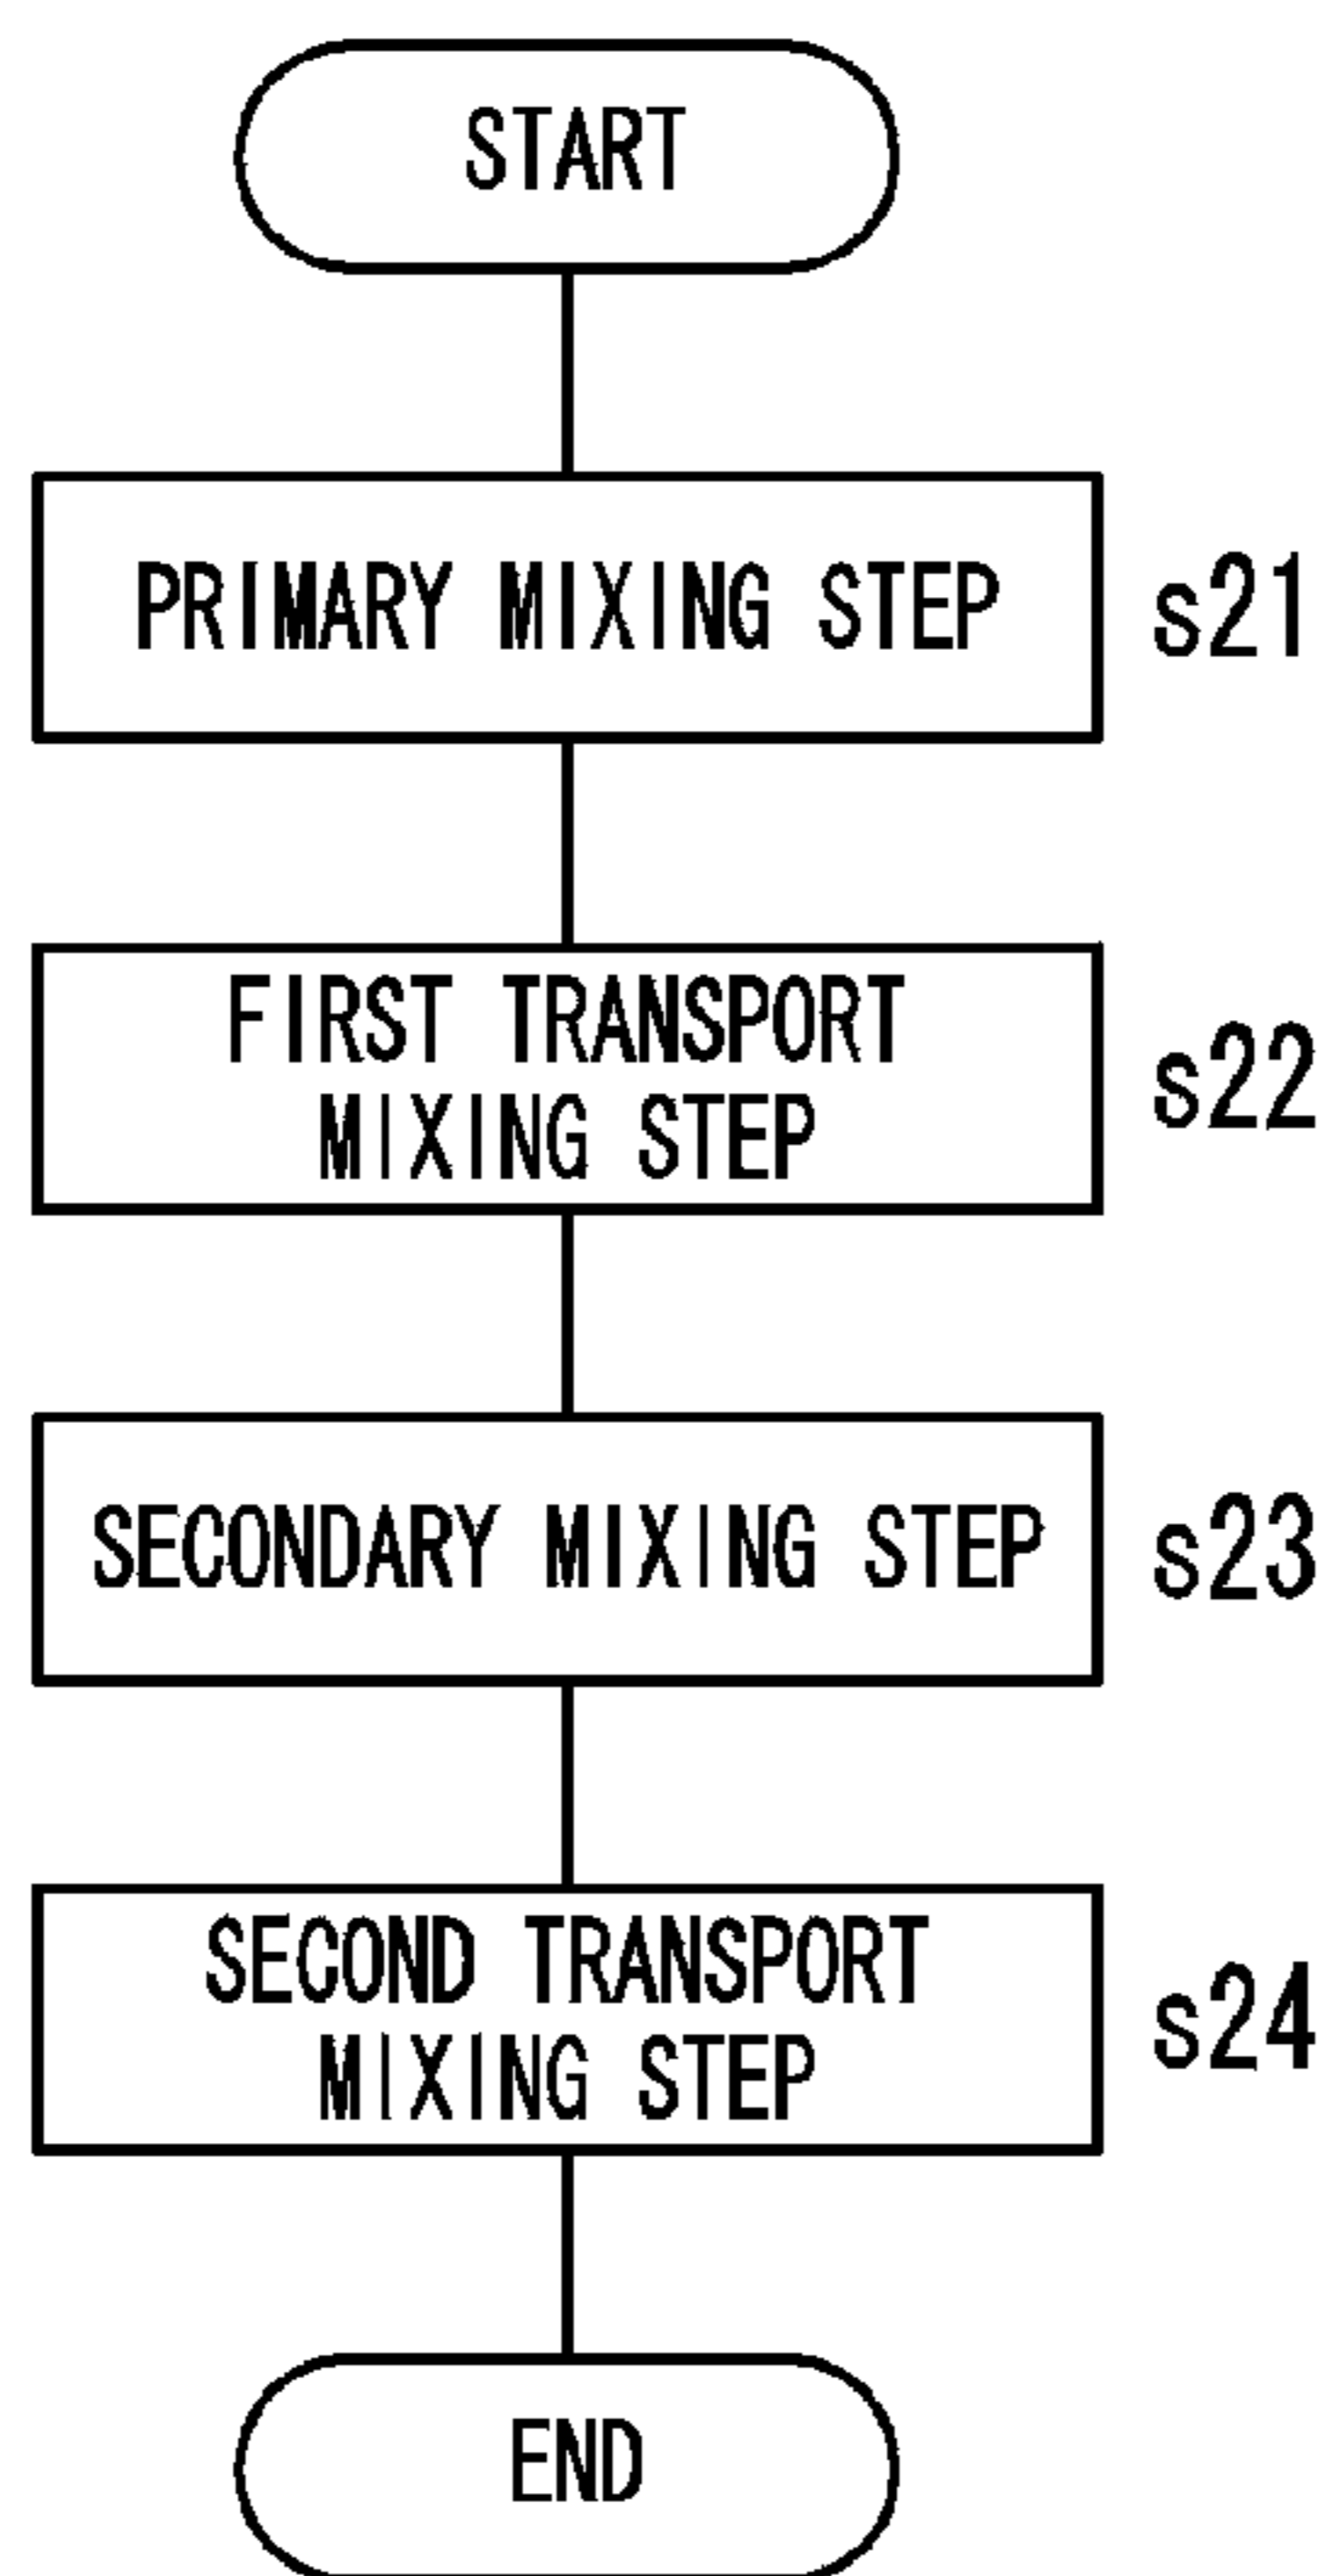 START
PRIMARY MIXING STEP
s21
FIRST TRANSPORT
MIXING STEP
s22
SECONDARY MIXING STEP
s23
SECOND TRANSPORT
MIXING STEP
s24
END